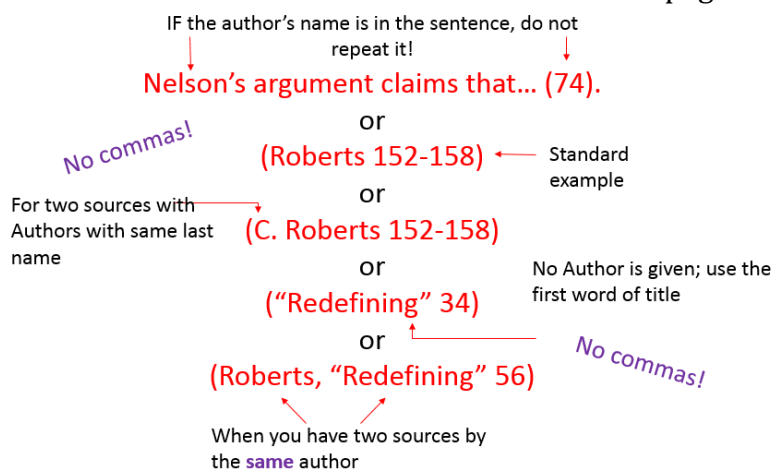 IF the author's name is in the sentence, do not
repeat it!
Nelson's argument claims that… (74).
or
No commas!
(Roberts 152-158)
Standard
example
or
For two sources with
Authors with same last
name
(C. Roberts 152-158)
or
No Author is given; use the
first word of title
(“Redefining” 34)
or
No commas!
(Roberts, “Redefining” 56)
When you have two sources by
the same author